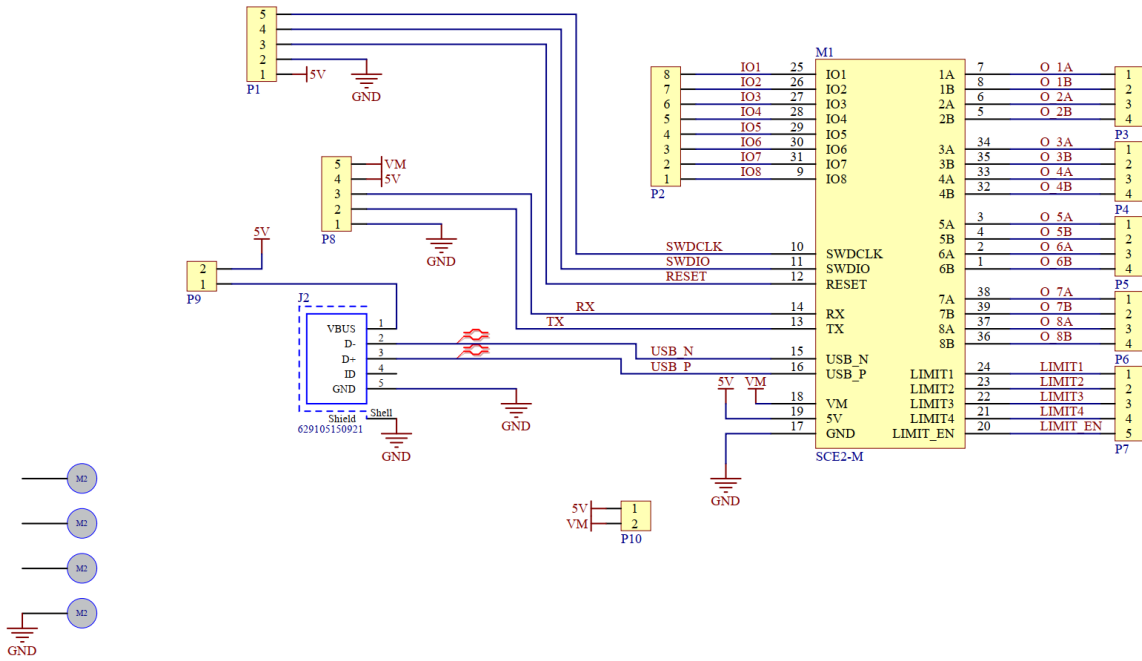 5
4
3
2
1
5V
P1
GND
5
4
3
2
1
VM
5V
P8
GND
5V
2
1
P9
J2
VBUS 1
D- 2
D+ 3
ID 4
GND 5
Shield Shell
629105150921
GND
GND
RX
TX
SWDCLK
SWDIO
RESET
USB_N
USB_P
8 IO1 25
7 IO2 26
6 IO3 27
5 IO4 28
4 IO5 29
3 IO6 30
2 IO7 31
1 IO8 9
P2
M1
IO1
IO2
IO3
IO4
IO5
IO6
IO7
IO8
10 SWDCLK
11 SWDIO
12 RESET
14 RX
13 TX
15 USB_N
16 USB_P
5V VM
18 VM
19 5V
17 GND
GND
SCE2-M
1A 7 O_1A 1
1B 8 O_1B 2
2A 6 O_2A 3
2B 5 O_2B 4
P3
3A 34 O_3A 1
3B 35 O_3B 2
4A 33 O_4A 3
4B 32 O_4B 4
P4
5A 3 O_5A 1
5B 4 O_5B 2
6A 2 O_6A 3
6B 1 O_6B 4
P5
7A 38 O_7A 1
7B 39 O_7B 2
8A 37 O_8A 3
8B 36 O_8B 4
P6
LIMIT1 24 LIMIT1 1
LIMIT2 23 LIMIT2 2
LIMIT3 22 LIMIT3 3
LIMIT4 21 LIMIT4 4
LIMIT_EN 20 LIMIT_EN 5
P7
5V 1
VM 2
P10
M2
M2
M2
M2
GND